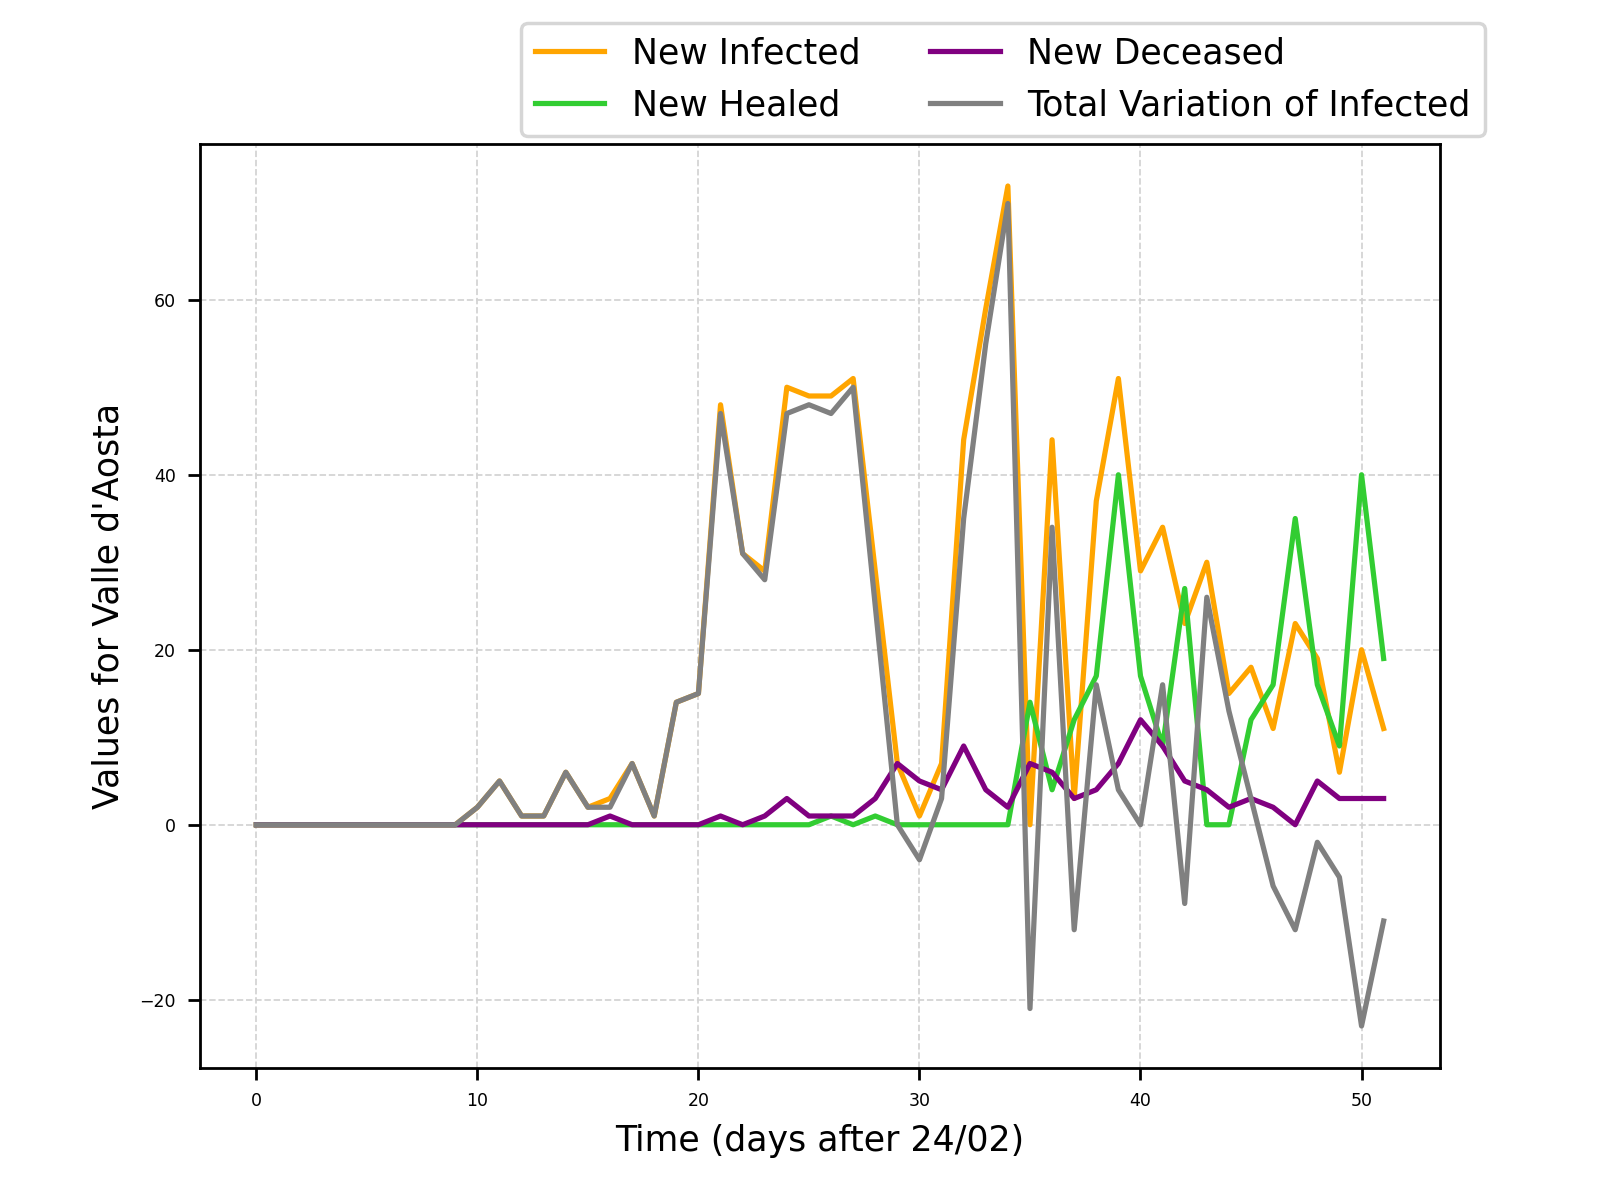 New Infected
New Healed
New Deceased
Total Variation of Infected
Values for Valle d'Aosta
60
40
20
0
−20
0 10 20 30 40 50
Time (days after 24/02)